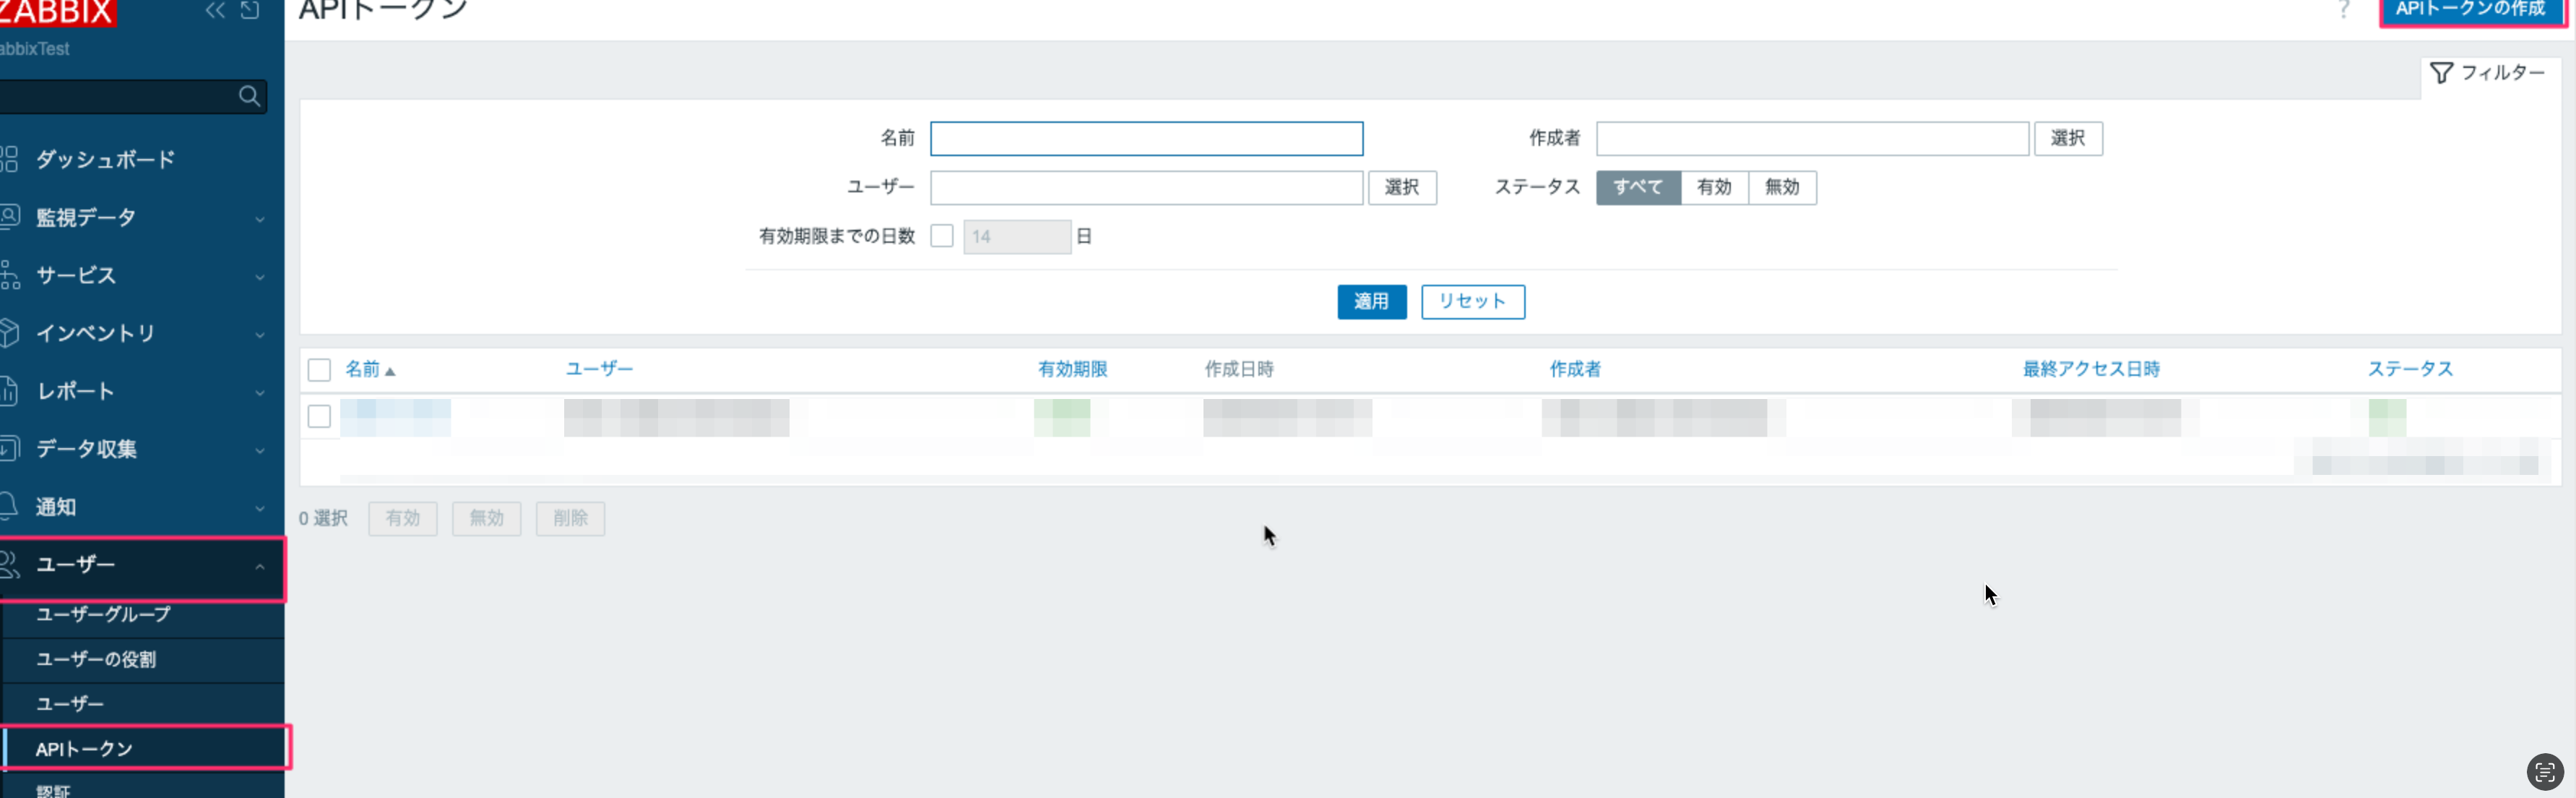 ZABBIX
APIトークン
?
APIトークンの作成
abbixTest
フィルター
名前
作成者
選択
ユーザー
選択
ステータス
すべて
有効
無効
有効期限までの日数
14
日
適用
リセット
ダッシュボード
監視データ
サービス
インベントリ
レポート
データ収集
通知
ユーザー
ユーザーグループ
ユーザーの役割
ユーザー
APIトークン
認証
名前
ユーザー
有効期限
作成日時
作成者
最終アクセス日時
ステータス
0 選択
有効
無効
削除